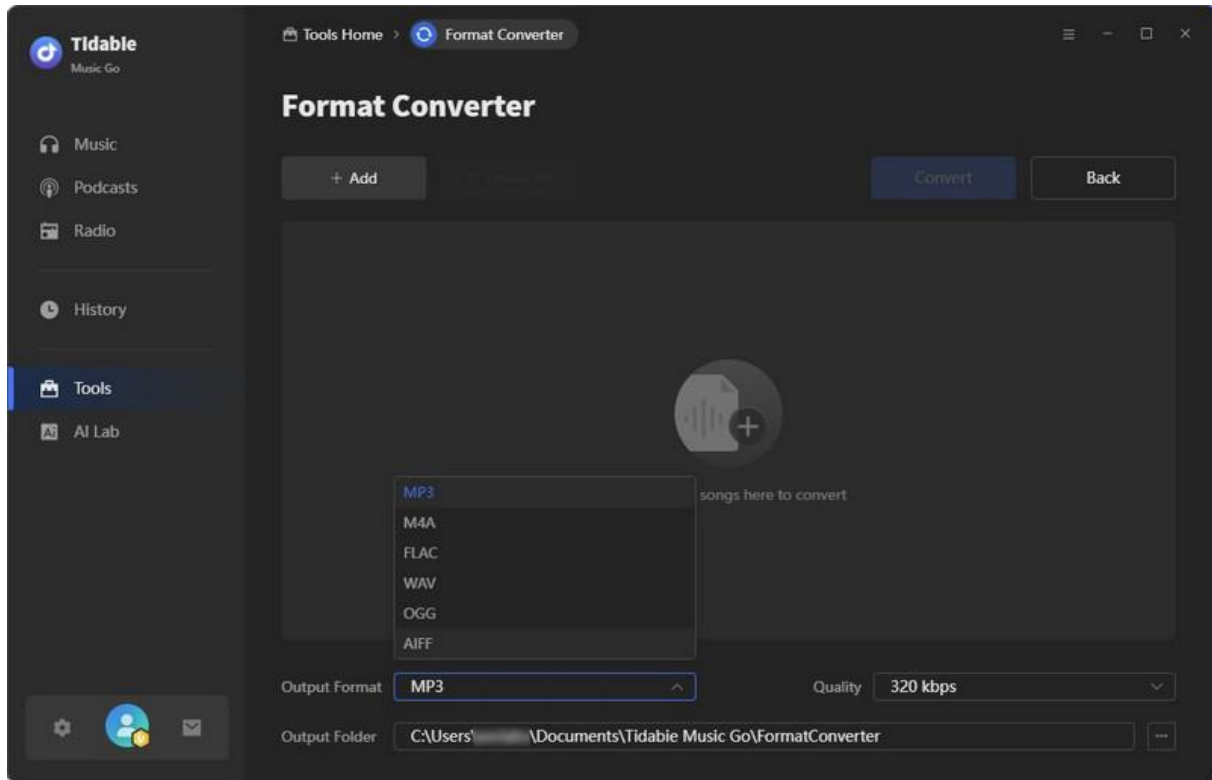 Tidable
Music Go
Tools Home > Format Converter
Format Converter
+ Add
Convert
Back
Music
Podcasts
Radio
History
Tools
Ai AI Lab
songs here to convert
MP3
M4A
FLAC
WAV
OGG
AIFF
Output Format MP3
Quality 320 kbps
Output Folder C:\Users\ \Documents\Tidabie Music Go\FormatConverter